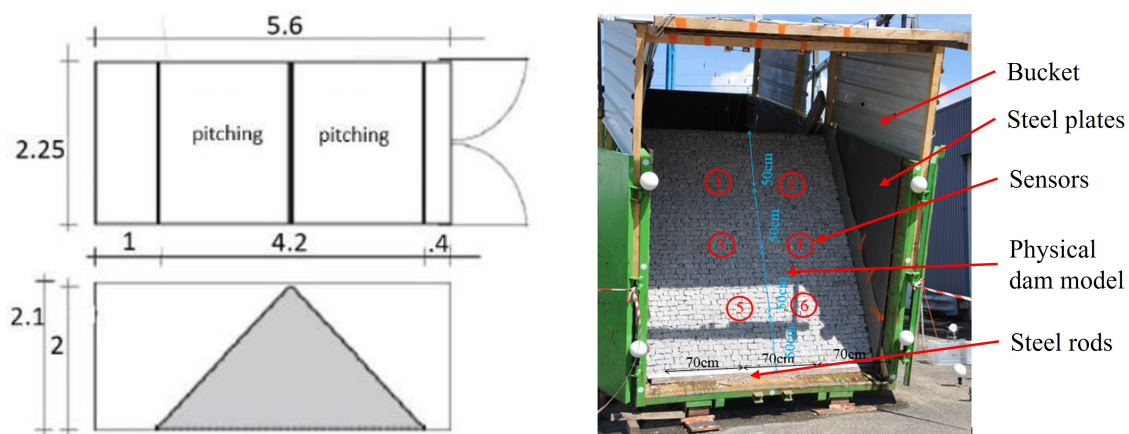 5.6
2.25
pitching
pitching
1
4.2
.4
2.1
2
Bucket
Steel plates
Sensors
Physical
dam model
Steel rods
1
2
3
4
5
6
50cm
50cm
50cm
50cm
70cm
70cm
70cm